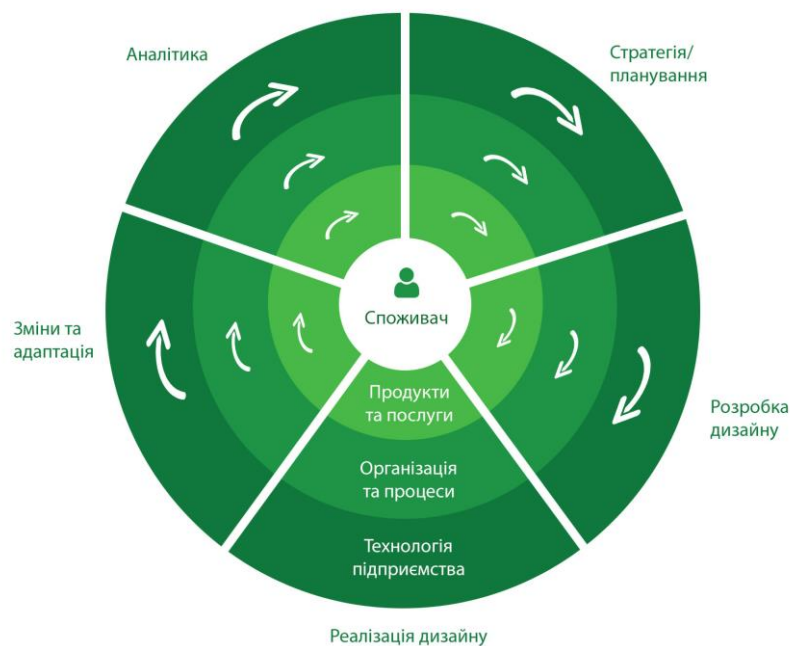 Аналітика
Стратегія/
планування
Споживач
Зміни та
адаптація
Продукти
та послуги
Розробка
дизайну
Організація
та процеси
Технологія
підприємства
Реалізація дизайну